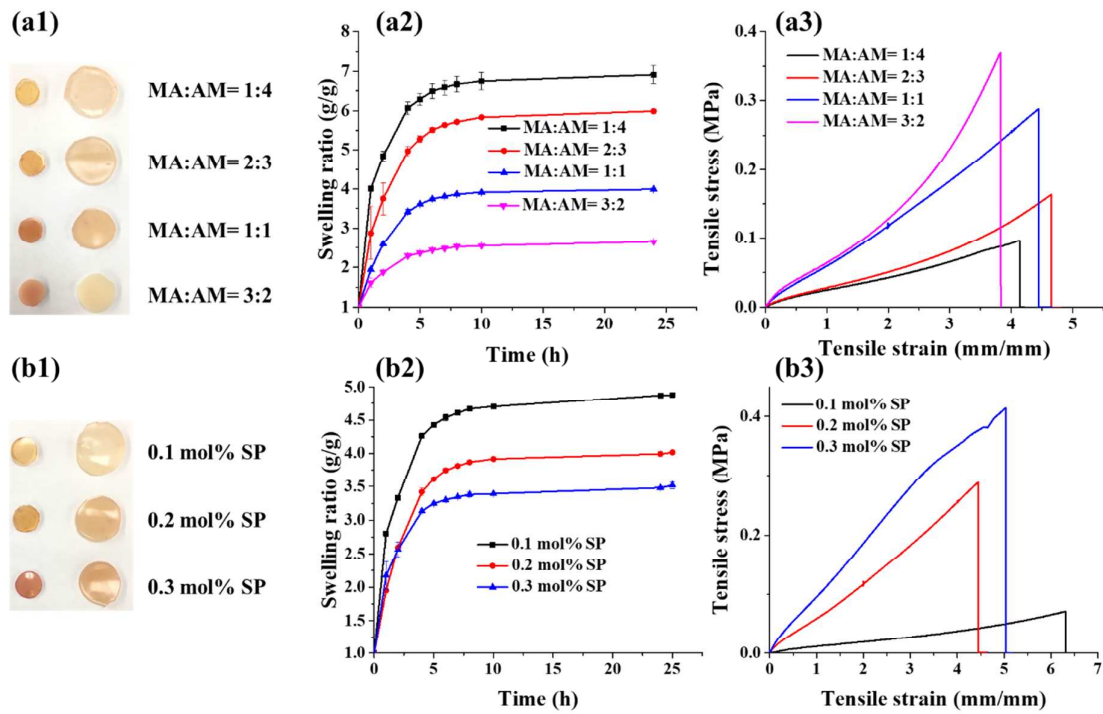 (a1)
MA:AM= 1:4
MA:AM= 2:3
MA:AM= 1:1
MA:AM= 3:2
(a2)
Swelling ratio (g/g)
8
7
6
5
4
3
2
1
MA:AM= 1:4
MA:AM= 2:3
MA:AM= 1:1
MA:AM= 3:2
0 5 10 15 20 25
Time (h)
(a3)
Tensile stress (MPa)
0.4
0.3
0.2
0.1
0.0
MA:AM= 1:4
MA:AM= 2:3
MA:AM= 1:1
MA:AM= 3:2
0 1 2 3 4 5
Tensile strain (mm/mm)
(b1)
0.1 mol% SP
0.2 mol% SP
0.3 mol% SP
(b2)
Swelling ratio (g/g)
5.0
4.5
4.0
3.5
3.0
2.5
2.0
1.5
1.0
0.1 mol% SP
0.2 mol% SP
0.3 mol% SP
0 5 10 15 20 25
Time (h)
(b3)
Tensile stress (MPa)
0.4
0.2
0.0
0.1 mol% SP
0.2 mol% SP
0.3 mol% SP
0 1 2 3 4 5 6 7
Tensile strain (mm/mm)